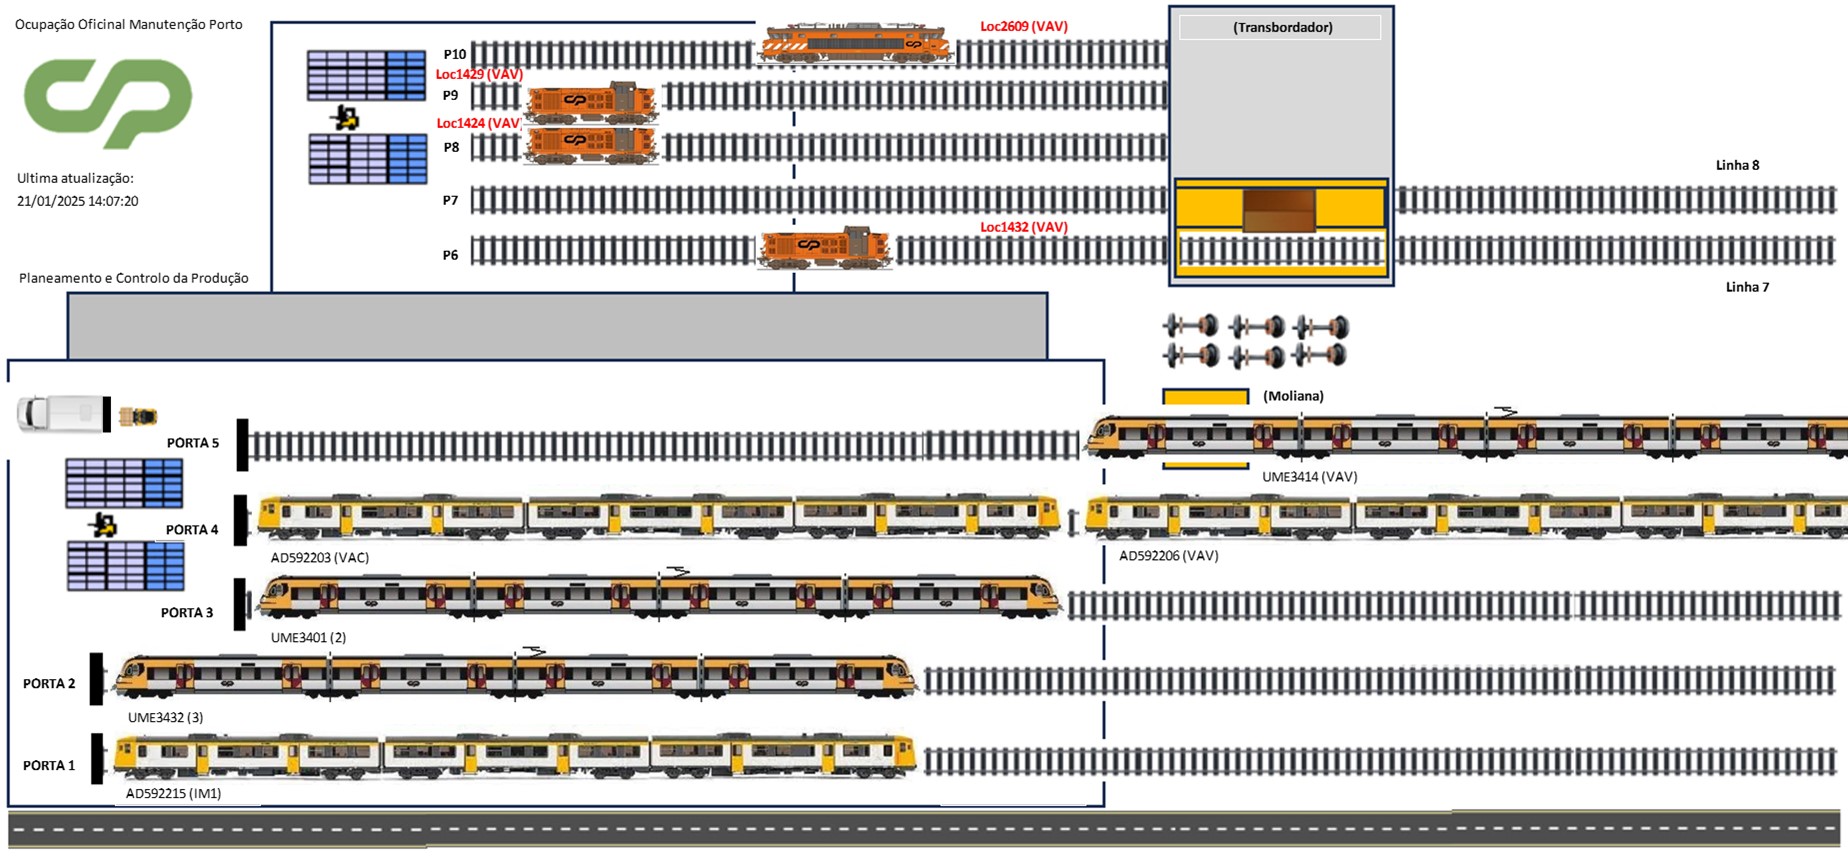 Ocupação Oficinal Manutenção Porto
Loc2609 (VAV)
(Transbordador)
P10
Loc1429 (VAV)
P9
Loc1424 (VAV)
P8
Linha 8
Ultima atualização:
21/01/2025 14:07:20
P7
Loc1432 (VAV)
P6
Planeamento e Controlo da Produção
Linha 7
(Moliana)
PORTA 5
UME3414 (VAV)
PORTA 4
AD592203 (VAC)
AD592206 (VAV)
PORTA 3
UME3401 (2)
PORTA 2
UME3432 (3)
PORTA 1
AD592215 (IM1)